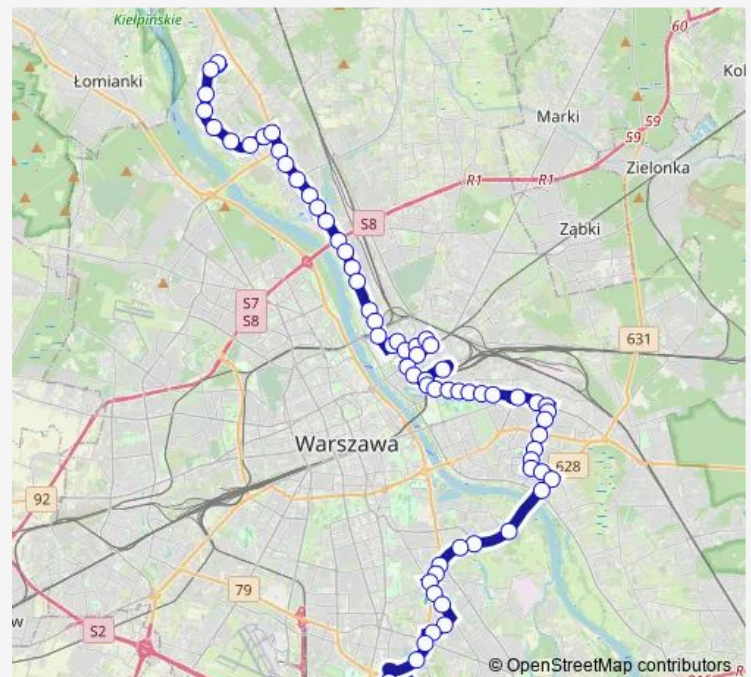 Kiełpińskie
60
Łomianki
Kol
Marki
S9
S9
Zielonka
R1
R1
S8
Ząbki
S7
S8
631
Warszawa
628
92
79
w
S2
R
© OpenStreetMap contributors